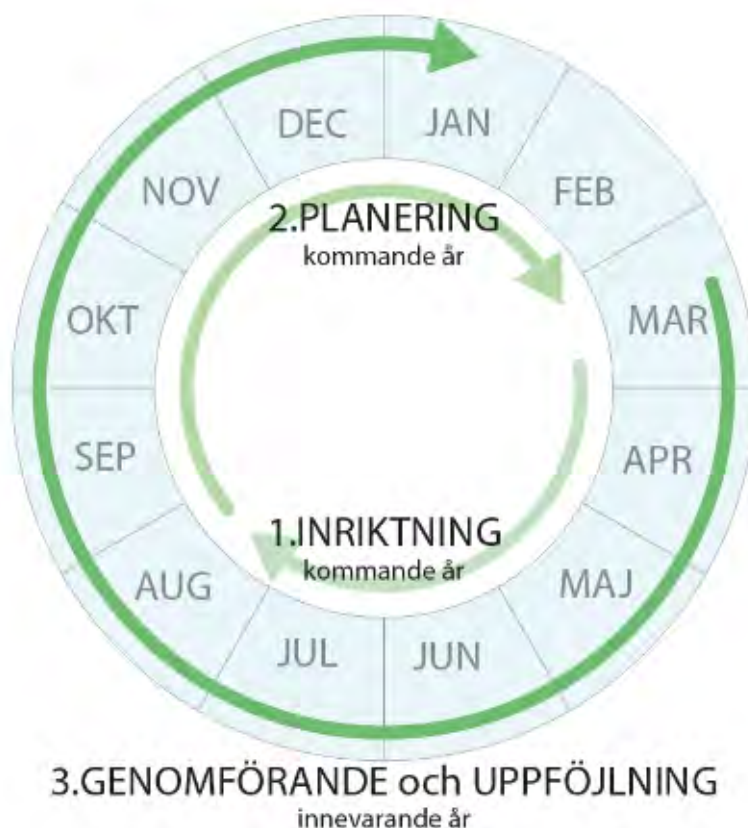 DEC
JAN
NOV
FEB
2.PLANERING
kommande år
OKT
MAR
SEP
APR
1.INRIKTNING
kommande år
AUG
MAJ
JUL
JUN
3.GENOMFÖRANDE och UPPFÖJLNING
innevarande år